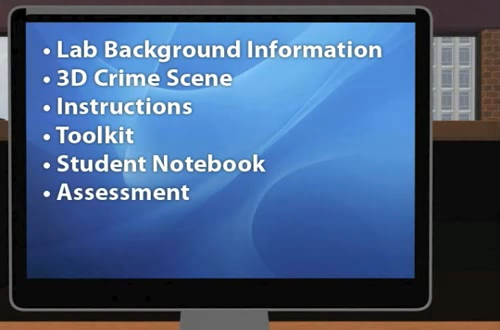 • Lab Background Information
• 3D Crime Scene
• Instructions
• Toolkit
• Student Notebook
• Assessment